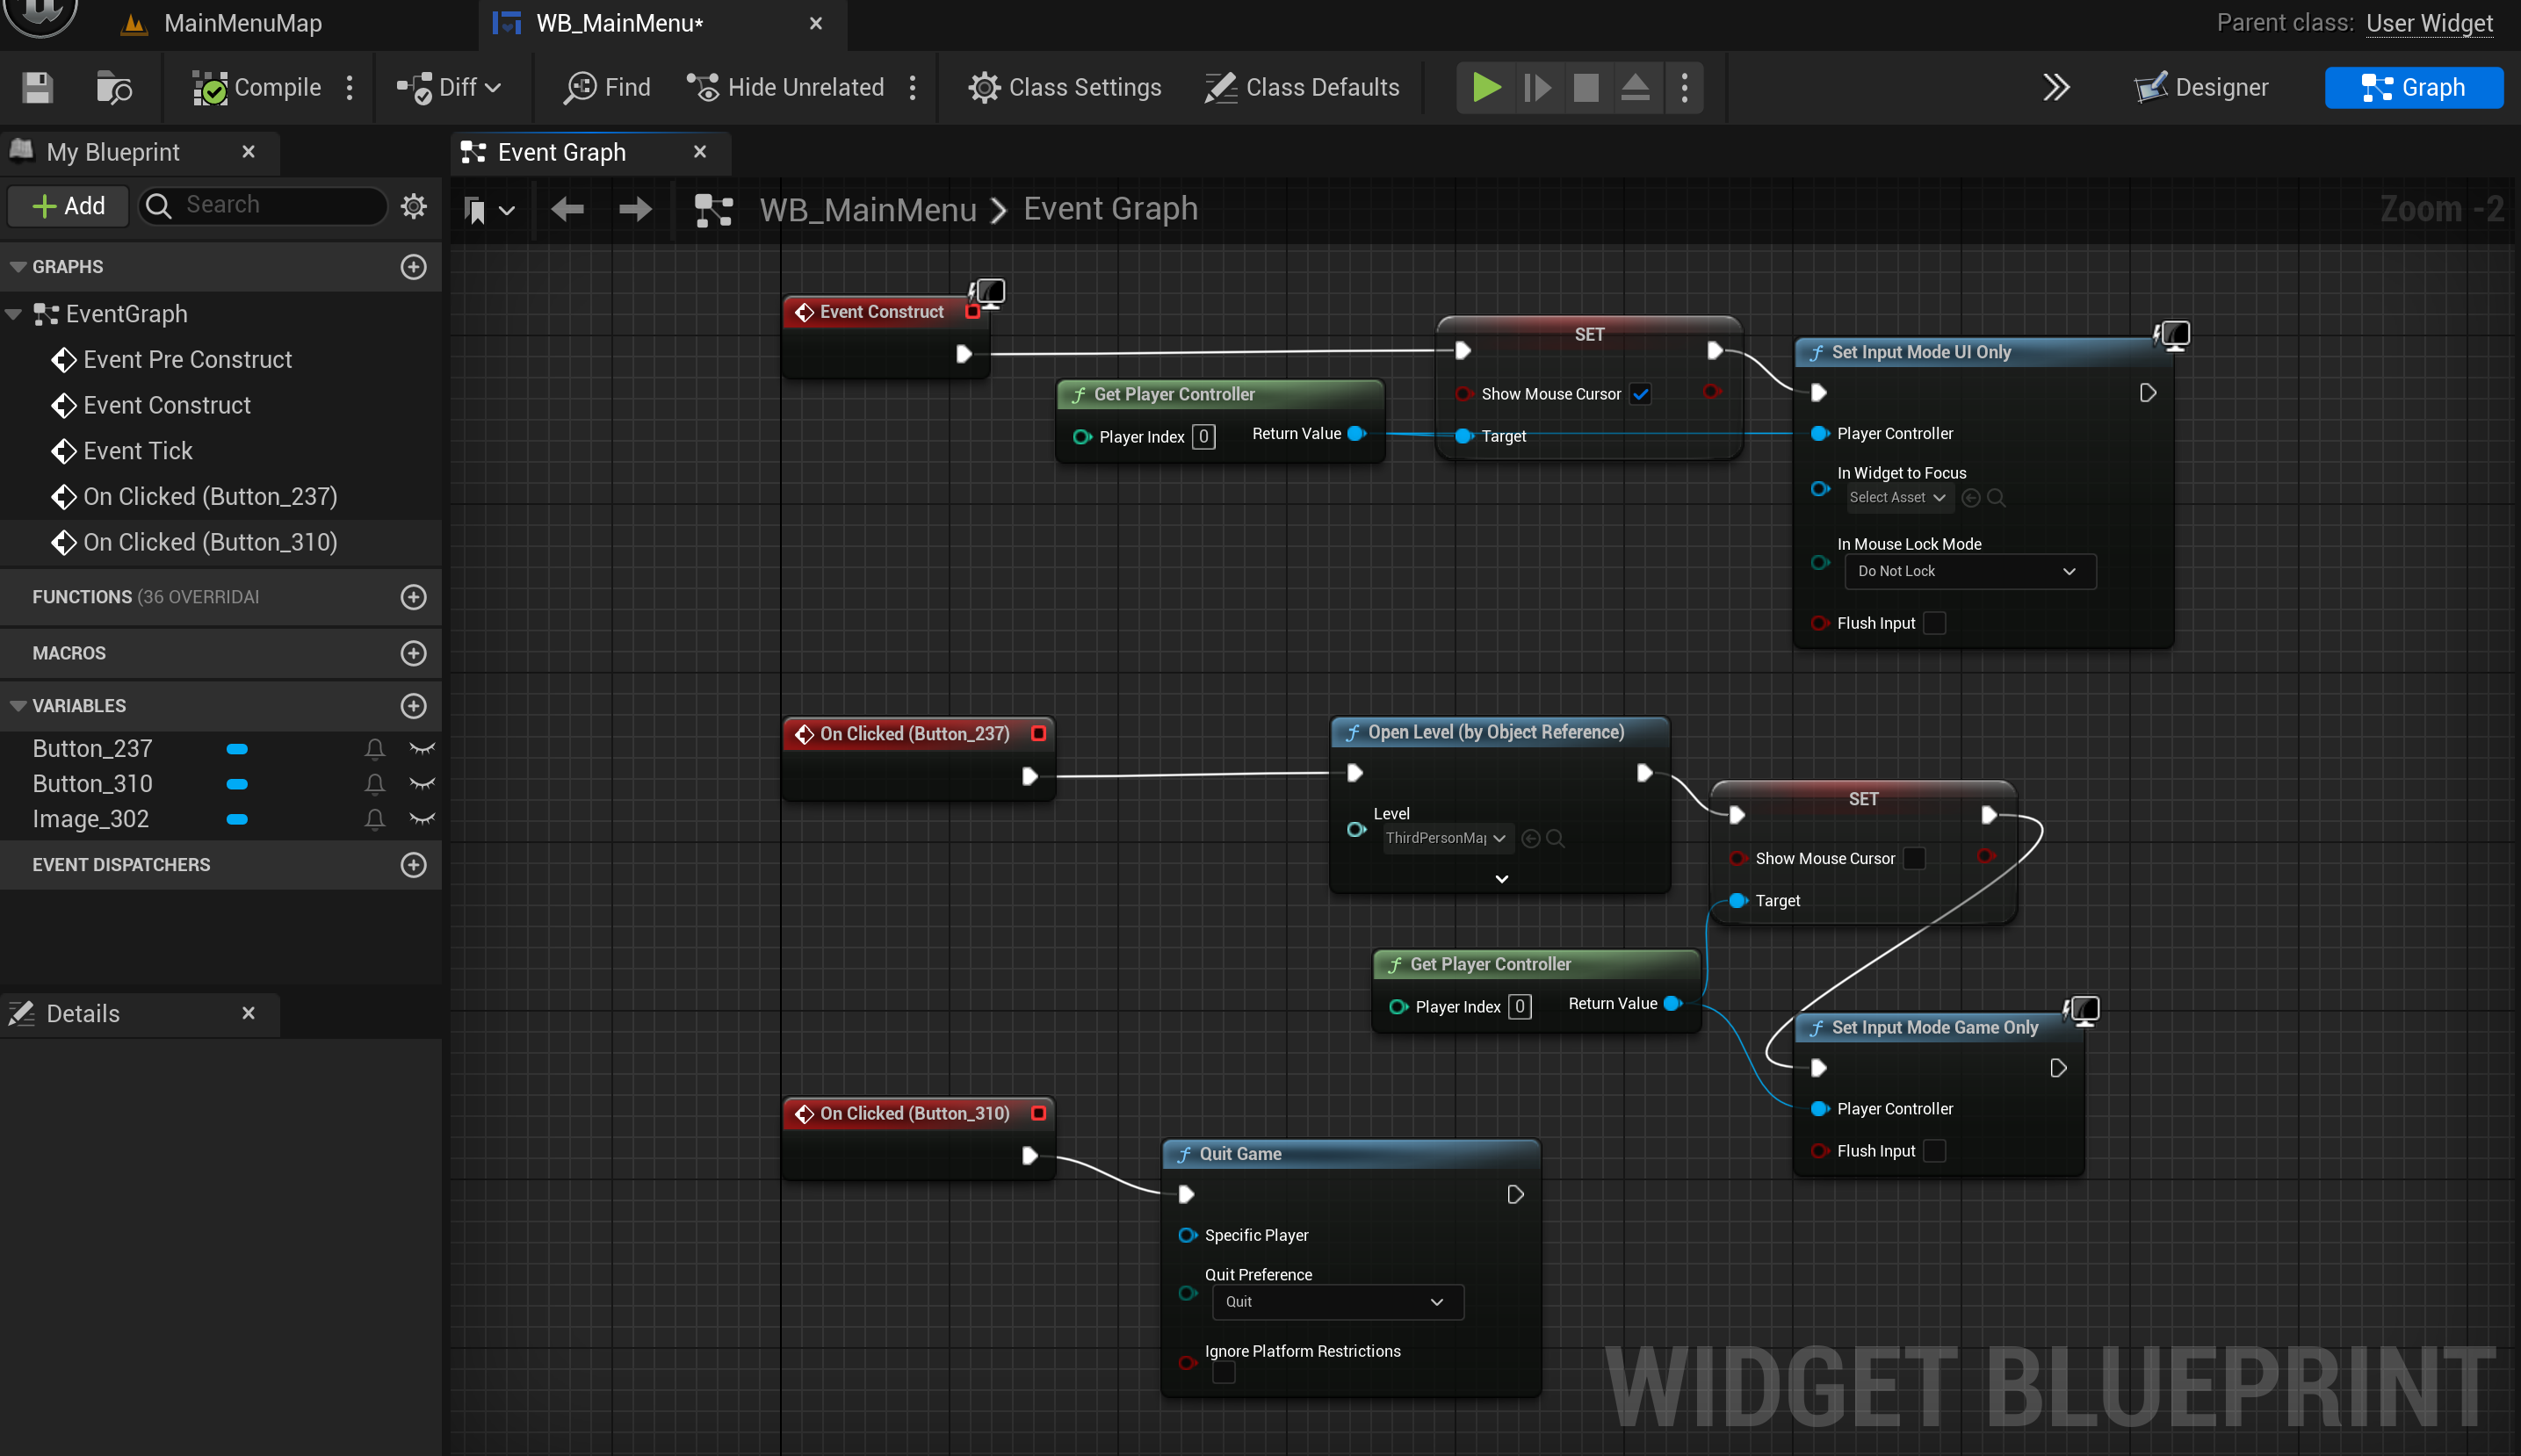 MainMenuMap
WB_MainMenu*
Parent class: User Widget
Compile
Diff
Find
Hide Unrelated
Class Settings
Class Defaults
Designer
Graph
My Blueprint
Event Graph
Add
Search
WB_MainMenu
Event Graph
Zoom -2
GRAPHS
EventGraph
Event Pre Construct
Event Construct
Event Tick
On Clicked (Button_237)
On Clicked (Button_310)
FUNCTIONS (36 OVERRIDA
MACROS
VARIABLES
Button_237
Button_310
Image_302
EVENT DISPATCHERS
Details
Event Construct
Get Player Controller
Player Index 0
Return Value
SET
Show Mouse Cursor
Target
Set Input Mode UI Only
Player Controller
In Widget to Focus
Select Asset
In Mouse Lock Mode
Do Not Lock
Flush Input
On Clicked (Button_237)
Open Level (by Object Reference)
Level
ThirdPersonMa
SET
Show Mouse Cursor
Target
Get Player Controller
Player Index 0
Return Value
Set Input Mode Game Only
Player Controller
Flush Input
On Clicked (Button_310)
Quit Game
Specific Player
Quit Preference
Quit
Ignore Platform Restrictions
WIDGET BLUEPRINT